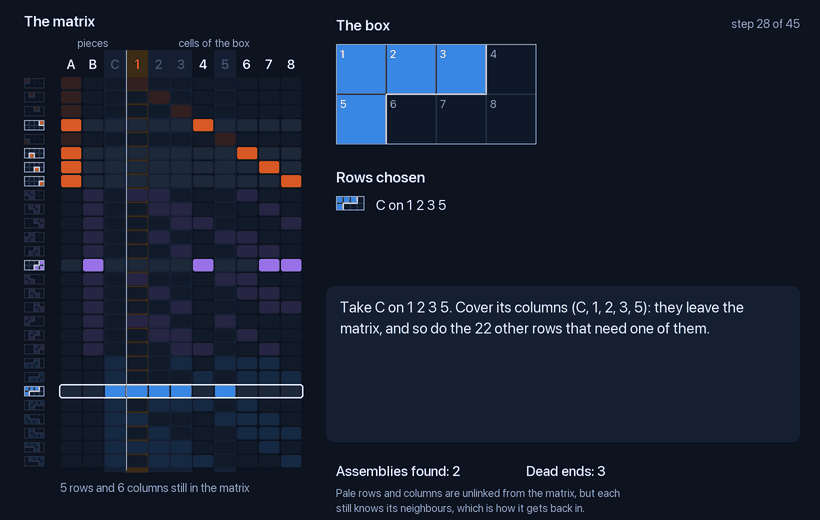 The matrix
pieces
cells of the box
A B C 1 2 3 4 5 6 7 8
5 rows and 6 columns still in the matrix
The box
step 28 of 45
1 2 3 4
5 6 7 8
Rows chosen
C on 1 2 3 5
Take C on 1 2 3 5. Cover its columns (C, 1, 2, 3, 5): they leave the
matrix, and so do the 22 other rows that need one of them.
Assemblies found: 2
Dead ends: 3
Pale rows and columns are unlinked from the matrix, but each
still knows its neighbours, which is how it gets back in.